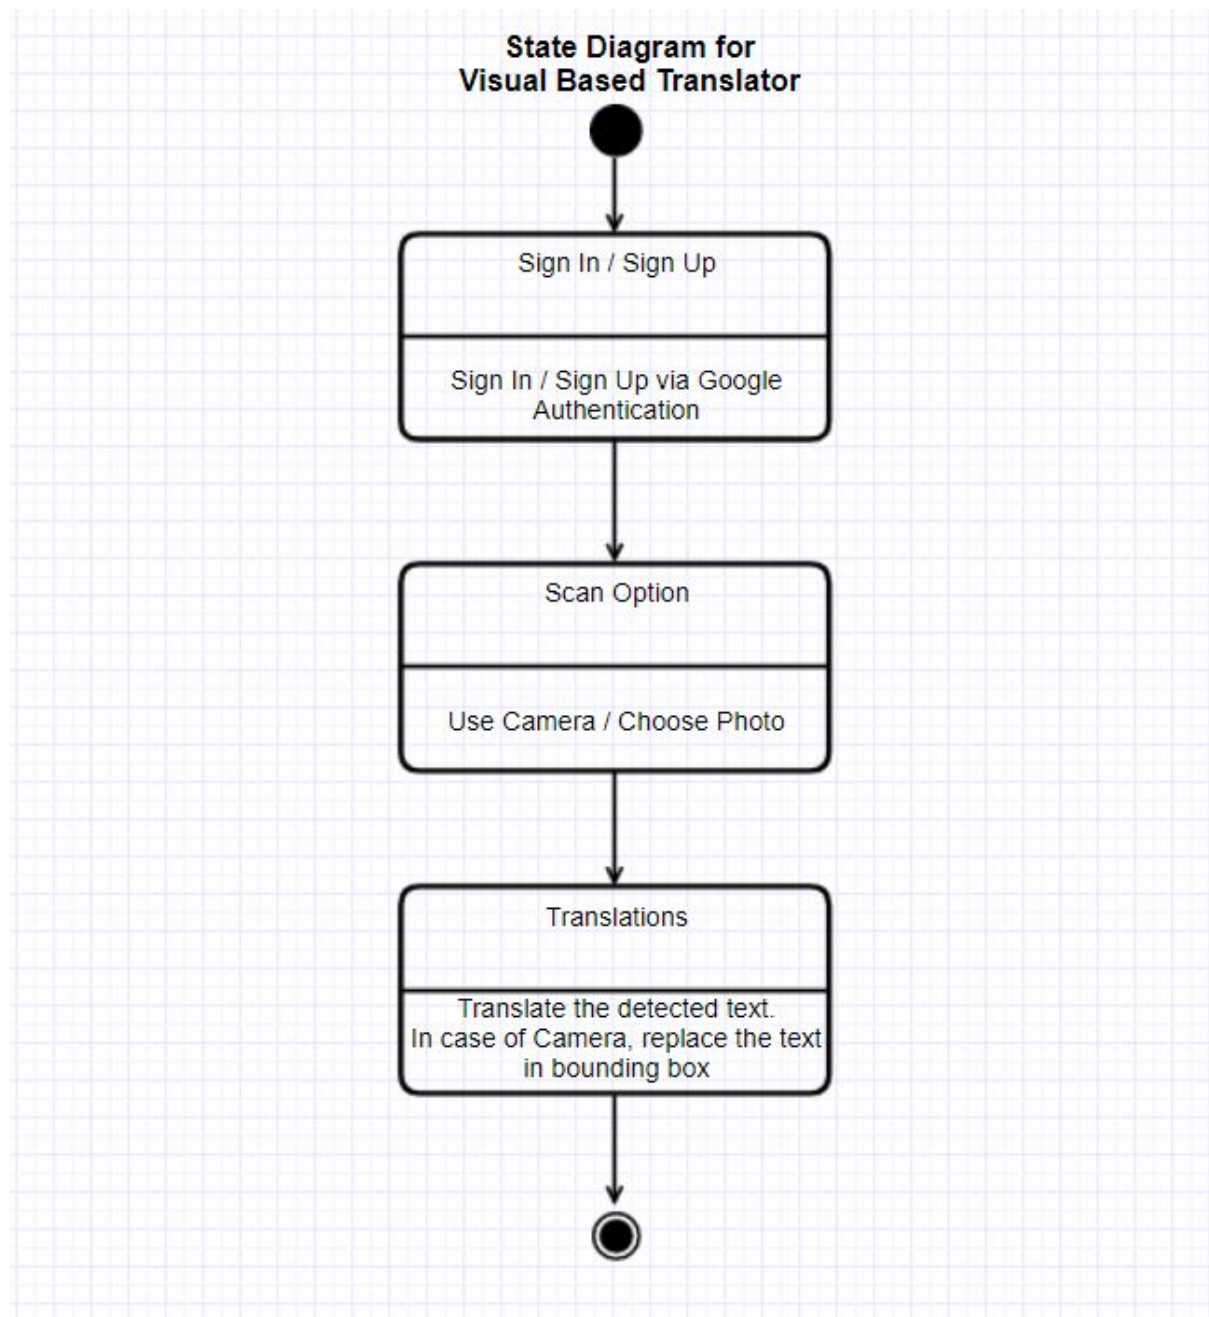 State Diagram for
Visual Based Translator
Sign In / Sign Up
Sign In / Sign Up via Google
Authentication
Scan Option
Use Camera / Choose Photo
Translations
Translate the detected text.
In case of Camera, replace the text
in bounding box